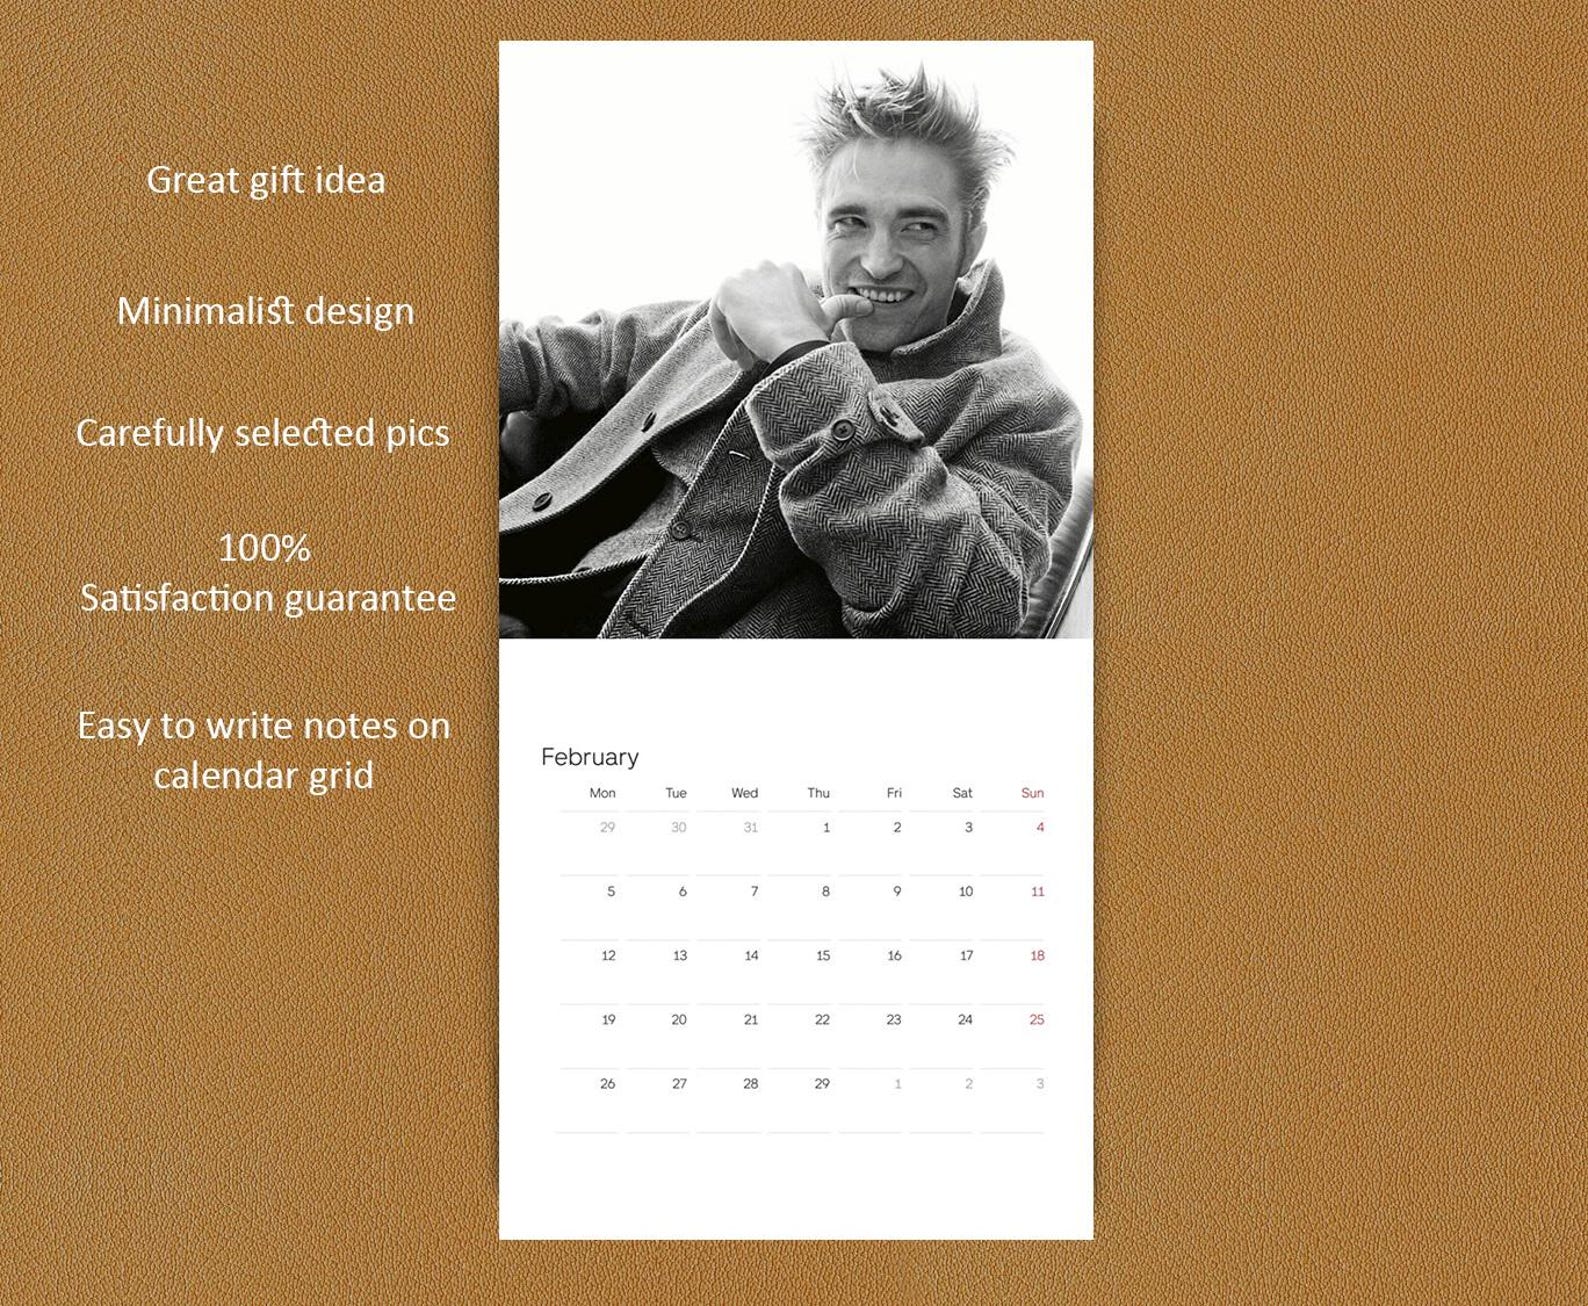 Great gift idea
Minimalist design
Carefully selected pics
100%
Satisfaction guarantee
Easy to write notes on
calendar grid
February
Mon Tue Wed Thu Fri Sat Sun
29 30 31 1 2 3 4
5 6 7 8 9 10 11
12 13 14 15 16 17 18
19 20 21 22 23 24 25
26 27 28 29 1 2 3